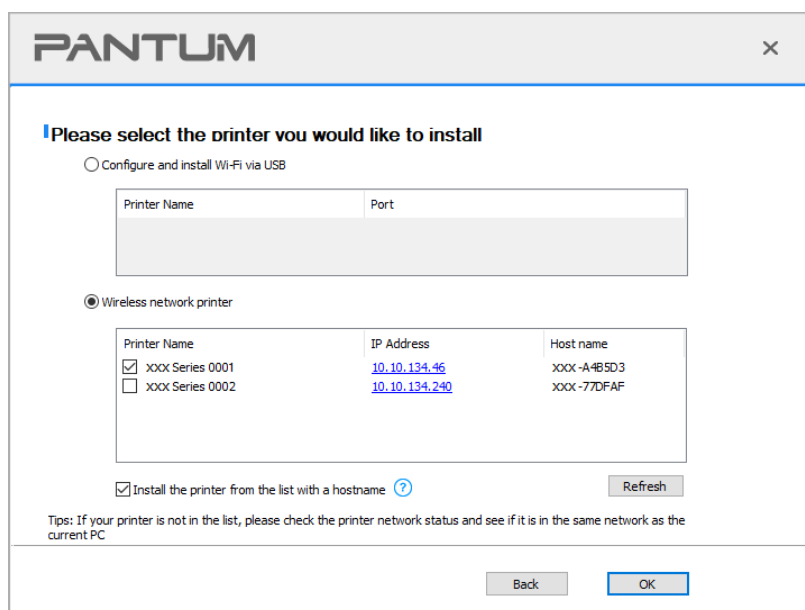 PANTUM
Please select the printer you would like to install
Configure and install Wi-Fi via USB
Printer Name Port
Wireless network printer
Printer Name IP Address Host name
xxx Series 0001 10.10.134.46 xxx-A4B5D3
xxx Series 0002 10.10.134.240 xxx-77DFAF
Install the printer from the list with a hostname ? Refresh
Tips: If your printer is not in the list, please check the printer network status and see if it is in the same network as the
current PC
Back OK